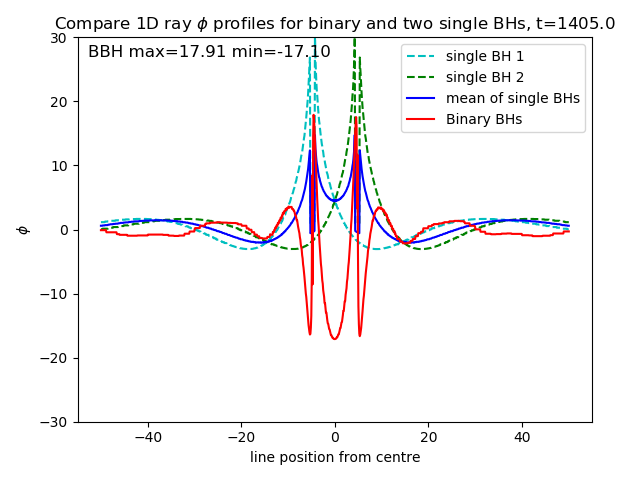 Compare 1D ray ϕ profiles for binary and two single BHs, t=1405.0
BBH max=17.91 min=-17.10
single BH 1
single BH 2
mean of single BHs
Binary BHs
30
20
10
0
−10
−20
−30
ϕ
−40 −20 0 20 40
line position from centre